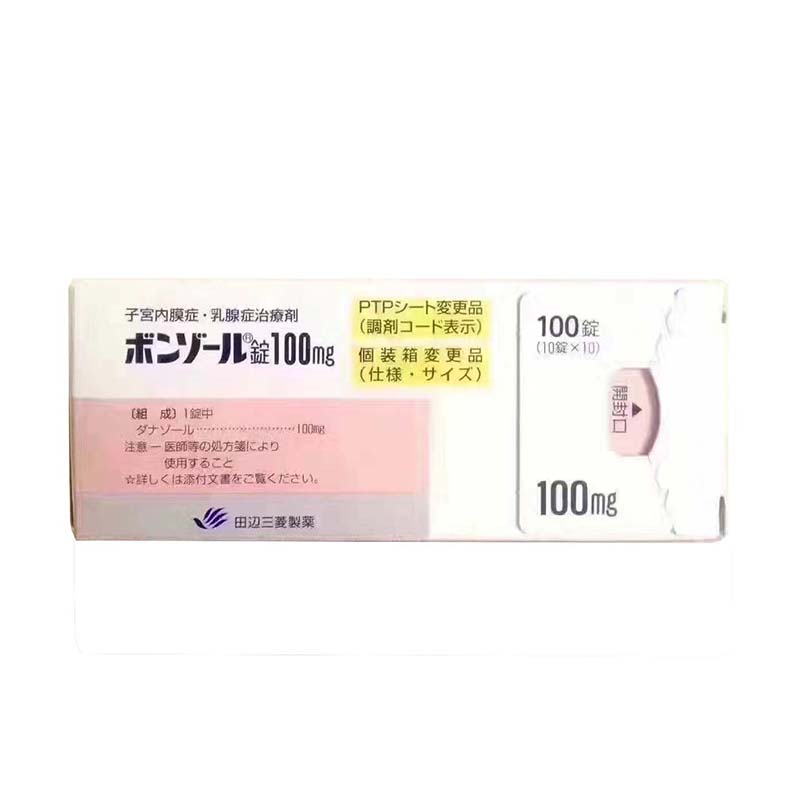 子宮内膜症・乳腺症治療剤
ボンゾール®錠100mg
〔組　成〕1錠中
ダナゾール……………………100mg
注意－医師等の処方箋により
使用すること
☆詳しくは添付文書をご覧ください。
田辺三菱製薬
PTPシート変更品
（調剤コード表示）
個装箱変更品
（仕様・サイズ）
100錠
(10錠×10)
開封口
100mg